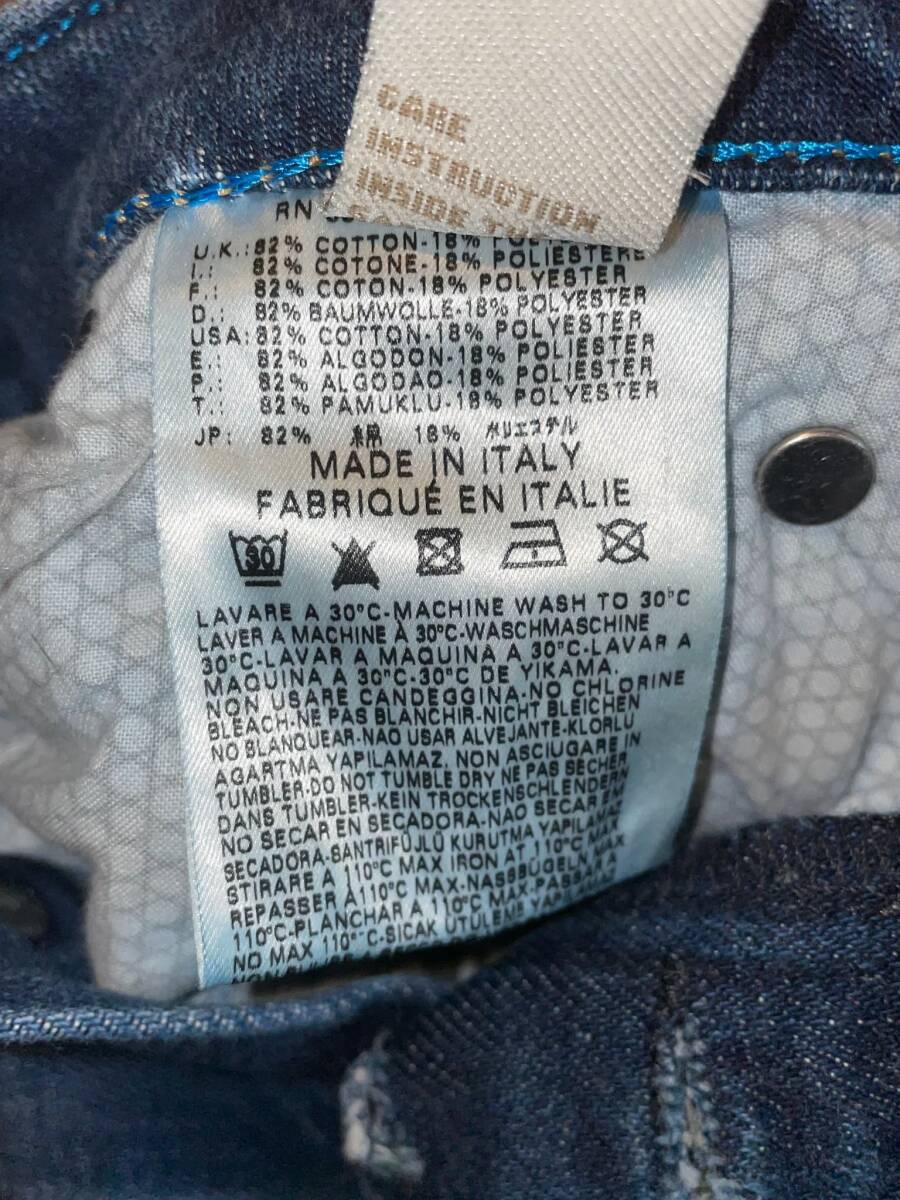 CARE
INSTRUCTION
INSIDE
RN
U.K.: 82% COTTON-18%
I.: 82% COTONE-18% POLIESTERE
F.: 82% COTON-18% POLYESTER
D.: 82% BAUMWOLLE-18% POLYESTER
USA: 82% COTTON-18% POLYESTER
E.: 82% ALGODON-18% POLIESTER
P.: 82% ALGODAO-18% POLIESTER
T.: 82% PAMUKLU-18% POLYESTER
JP: 82% 綿 18% ポリエステル
MADE IN ITALY
FABRIQUÉ EN ITALIE
30
LAVARE A 30°C-MACHINE WASH TO 30°C
LAVER A MACHINE À 30°C-WASCHMASCHINE
30°C-LAVAR A MAQUINA A 30°C-LAVAR A
MAQUINA A 30°C-30°C DE YIKAMA.
NON USARE CANDEGGINA-NO CHLORINE
BLEACH-NE PAS BLANCHIR-NICHT BLEICHEN
NO BLANQUEAR-NAO USAR ALVEJANTE-KLORLU
AGARTMA YAPILAMAZ. NON ASCIUGARE IN
TUMBLER-DO NOT TUMBLE DRY NE PAS SECHER
DANS TUMBLER-KEIN TROCKENSCHLENDERN
NO SECAR EN SECADORA-NAO SECAR EN
SECADORA-SANTRIFÜJLÜ KURUTMA YAPILAMAZ
STIRARE A 110°C MAX IRON AT 110°C MAX
REPASSER A110°C MAX-NASSBÜGELN MAX
110°C-PLANCHAR A 110°C MAX-PASSAR A
NO MAX 110°C-SICAK ÜTÜLEME YAPILAMAZ